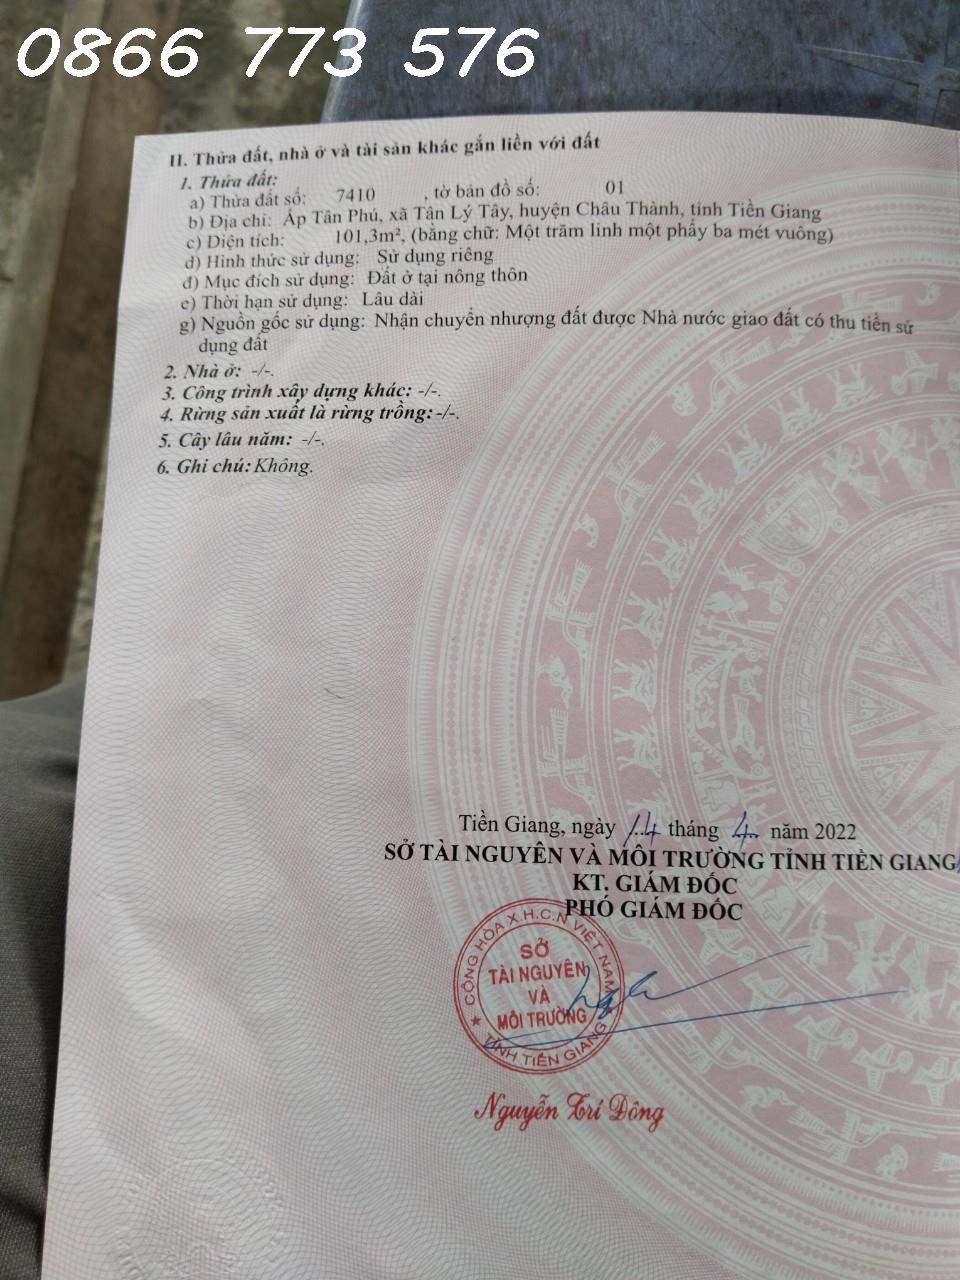 0866 773 576
II. Thửa đất, nhà ở và tài sản khác gắn liền với đất
1. Thửa đất:
a) Thửa đất số: 7410 , tờ bản đồ số: 01
b) Địa chỉ: Ấp Tân Phú, xã Tân Lý Tây, huyện Châu Thành, tỉnh Tiền Giang
c) Diện tích: 101,3m², (bằng chữ: Một trăm linh một phẩy ba mét vuông)
d) Hình thức sử dụng: Sử dụng riêng
đ) Mục đích sử dụng: Đất ở tại nông thôn
e) Thời hạn sử dụng: Lâu dài
g) Nguồn gốc sử dụng: Nhận chuyển nhượng đất được Nhà nước giao đất có thu tiền sử
dụng đất
2. Nhà ở: -/-.
3. Công trình xây dựng khác: -/-.
4. Rừng sản xuất là rừng trồng: -/-.
5. Cây lâu năm: -/-.
6. Ghi chú: Không.
Tiền Giang, ngày 14 tháng 4 năm 2022
SỞ TÀI NGUYÊN VÀ MÔI TRƯỜNG TỈNH TIỀN GIANG
KT. GIÁM ĐỐC
PHÓ GIÁM ĐỐC
CỘNG HÒA X.H.C.N VIỆT NAM
SỞ
TÀI NGUYÊN
VÀ
MÔI TRƯỜNG
TỈNH TIỀN GIANG
Nguyễn Trí Đông